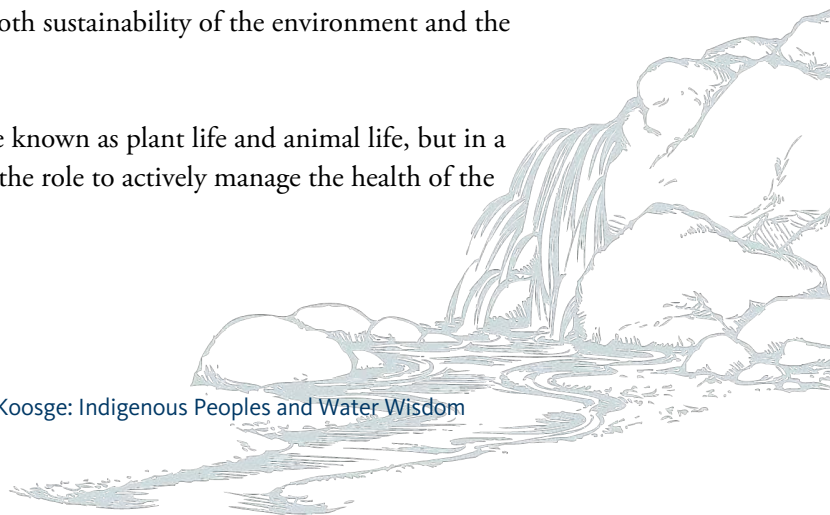 oth sustainability of the environment and the
e known as plant life and animal life, but in a
the role to actively manage the health of the
Koosge: Indigenous Peoples and Water Wisdom